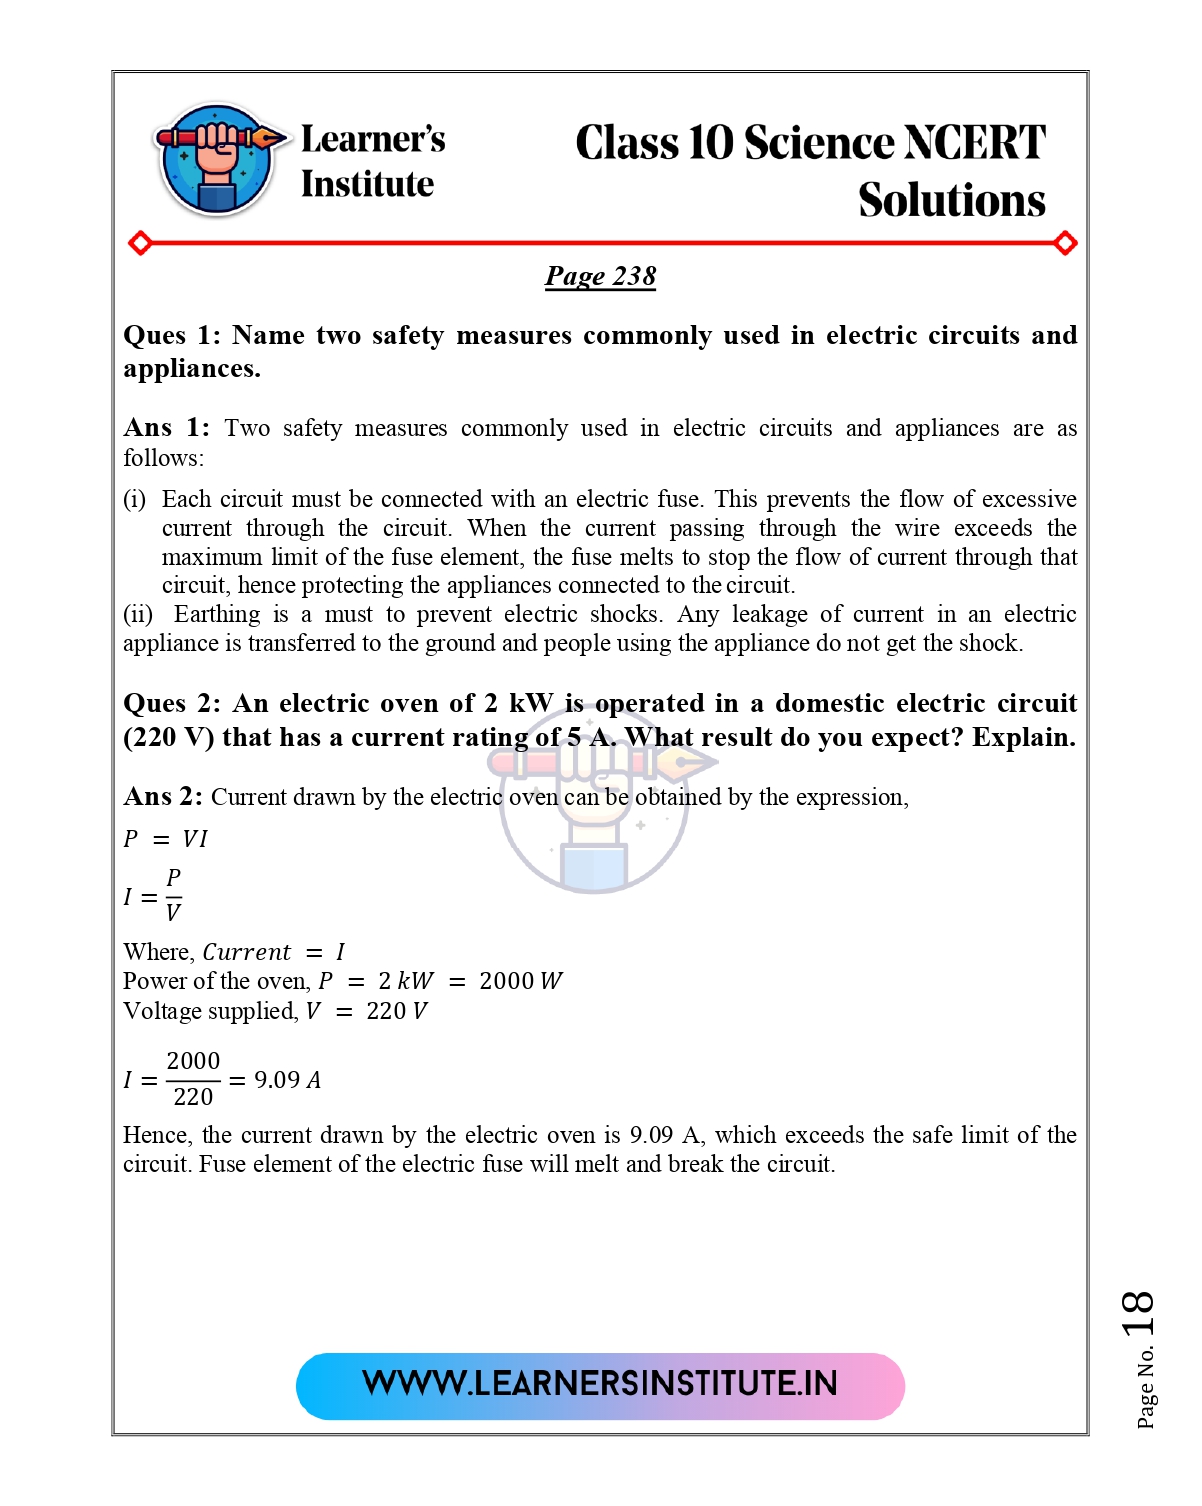 Learner's
Institute
Class 10 Science NCERT
Solutions
Page 238
Ques 1: Name two safety measures commonly used in electric circuits and
appliances.
Ans 1: Two safety measures commonly used in electric circuits and appliances are as
follows:
(i) Each circuit must be connected with an electric fuse. This prevents the flow of excessive
current through the circuit. When the current passing through the wire exceeds the
maximum limit of the fuse element, the fuse melts to stop the flow of current through that
circuit, hence protecting the appliances connected to the circuit.
(ii) Earthing is a must to prevent electric shocks. Any leakage of current in an electric
appliance is transferred to the ground and people using the appliance do not get the shock.
Ques 2: An electric oven of 2 kW is operated in a domestic electric circuit
(220 V) that has a current rating of 5 A. What result do you expect? Explain.
Ans 2: Current drawn by the electric oven can be obtained by the expression,
P = VI
I = P/V
Where, Current = I
Power of the oven, P = 2 kW = 2000 W
Voltage supplied, V = 220 V
I = 2000/220 = 9.09 A
Hence, the current drawn by the electric oven is 9.09 A, which exceeds the safe limit of the
circuit. Fuse element of the electric fuse will melt and break the circuit.
WWW.LEARNERSINSTITUTE.IN
Page No. 18